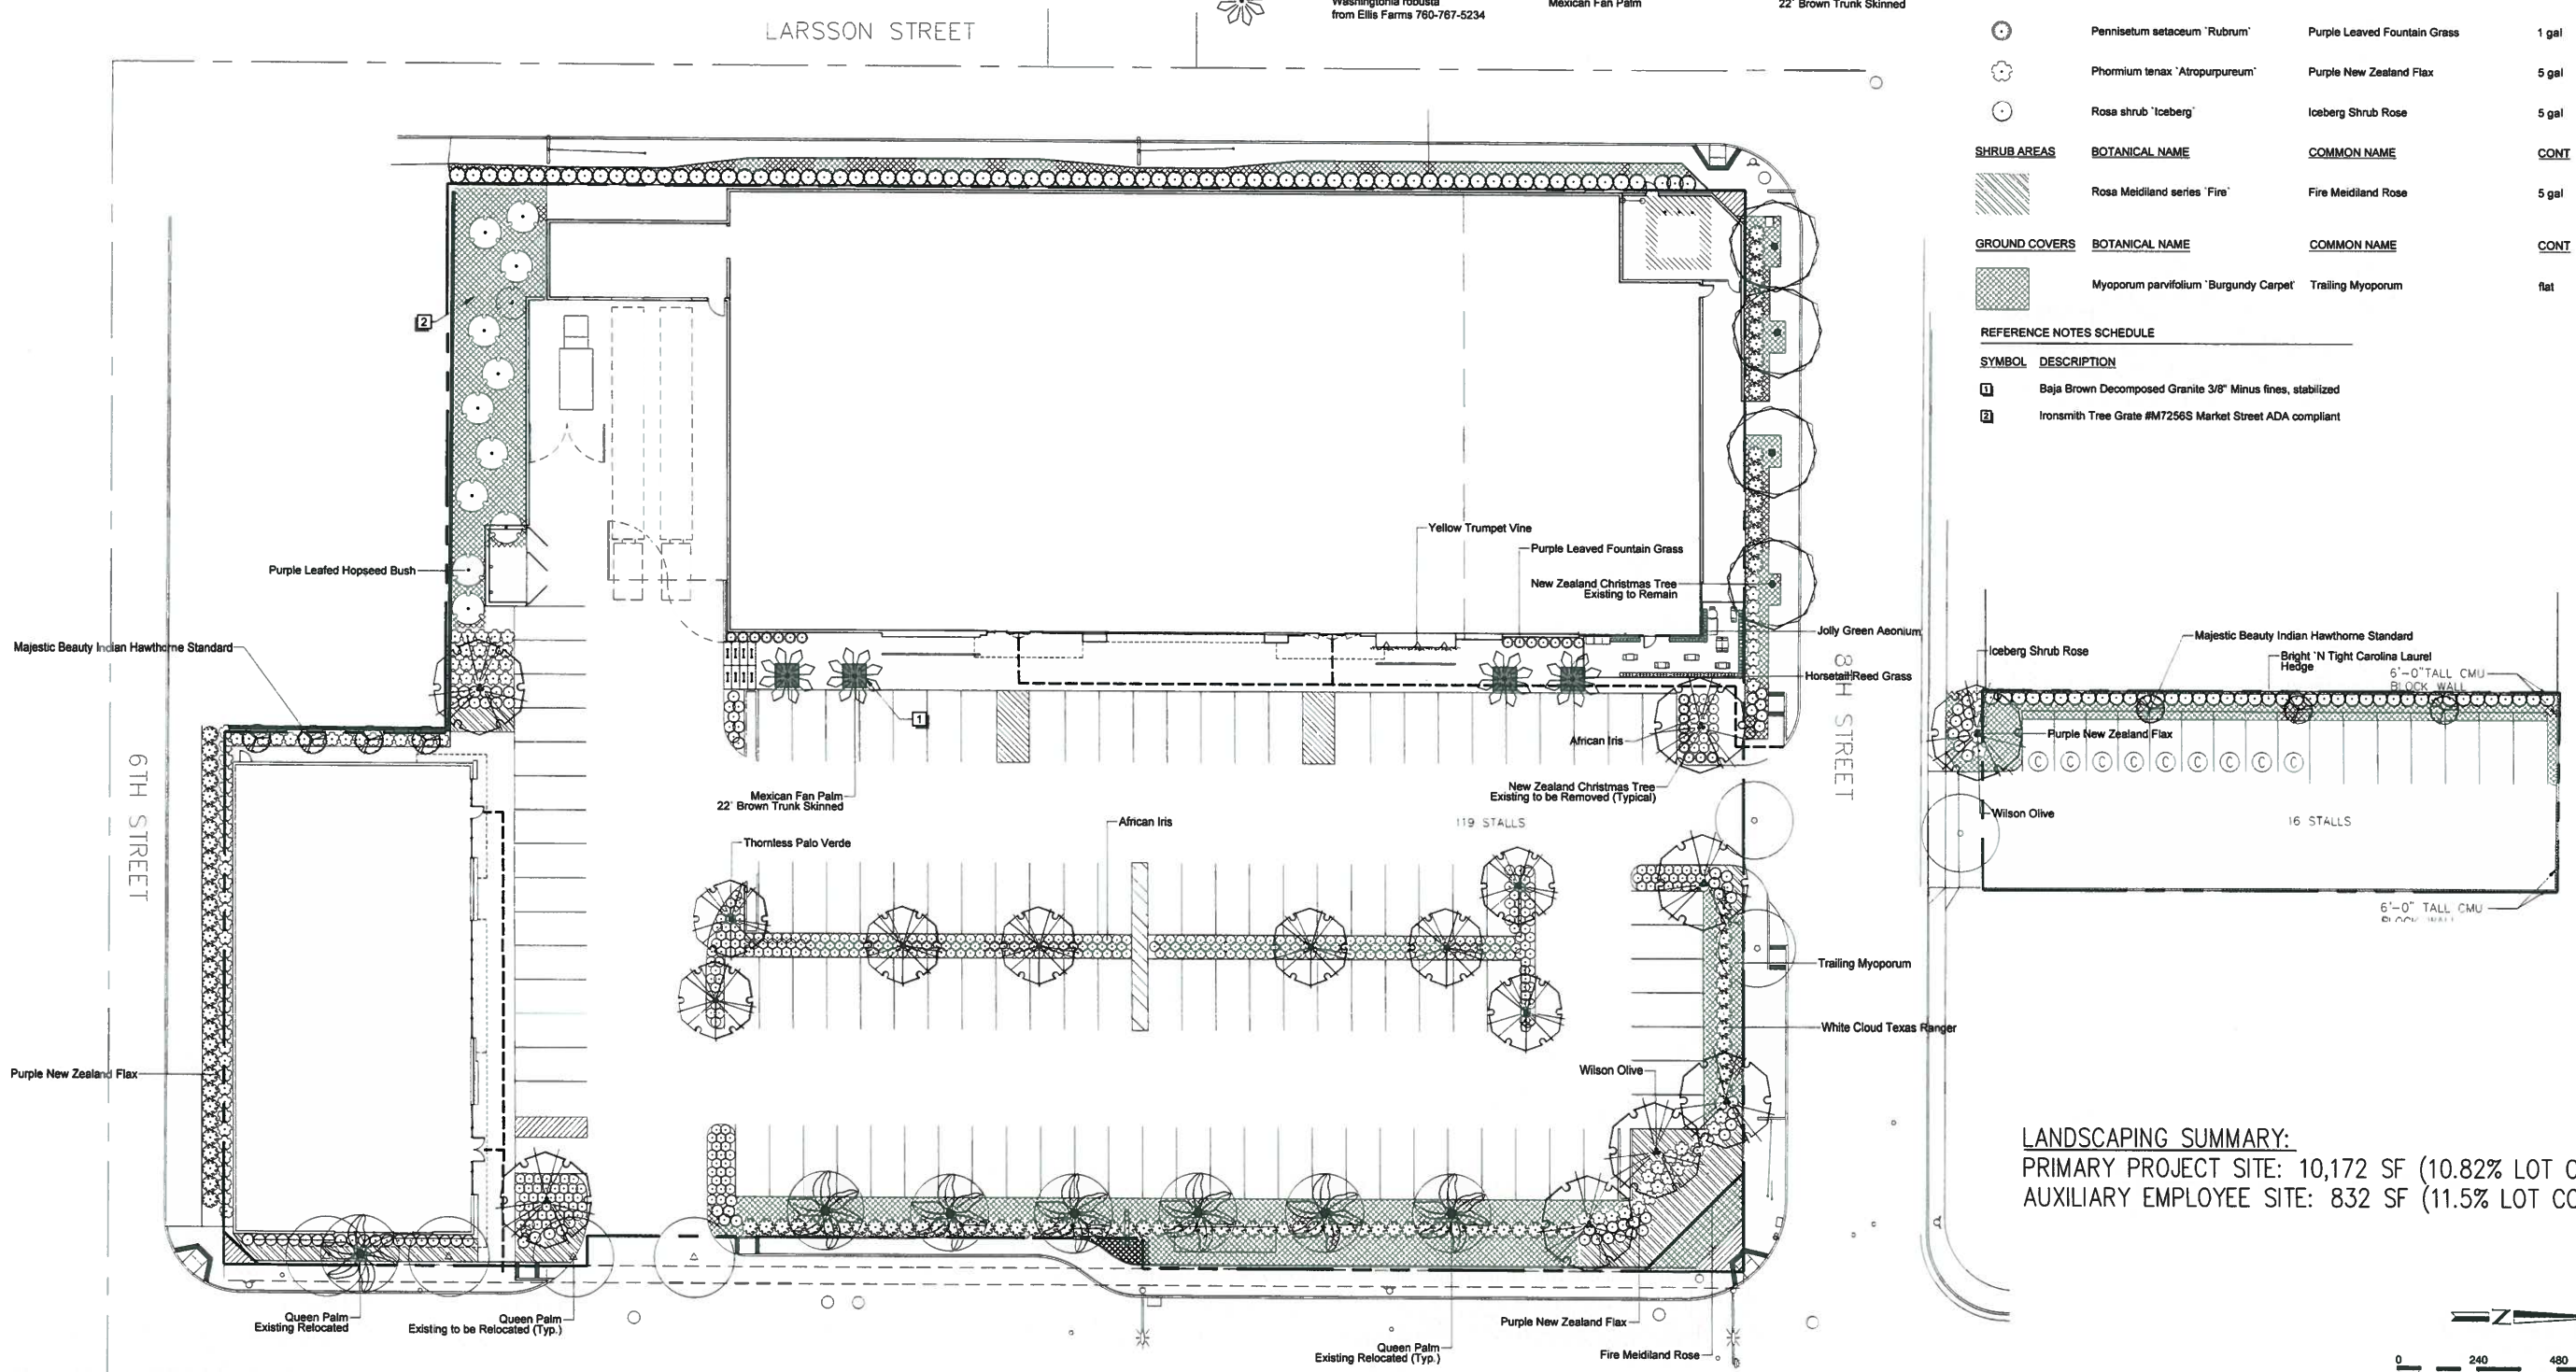 LARSSON STREET
Washingtonia robusta
from Ellis Farms 760-767-5234
Mexican Fan Palm
22' Brown Trunk Skinned
Pennisetum setaceum `Rubrum` Purple Leaved Fountain Grass 1 gal
Phormium tenax `Atropurpureum` Purple New Zealand Flax 5 gal
Rosa shrub `Iceberg` Iceberg Shrub Rose 5 gal
SHRUB AREAS BOTANICAL NAME COMMON NAME CONT
Rosa Meidiland series `Fire` Fire Meidiland Rose 5 gal
GROUND COVERS BOTANICAL NAME COMMON NAME CONT
Myoporum parvifolium `Burgundy Carpet` Trailing Myoporum flat
REFERENCE NOTES SCHEDULE
SYMBOL DESCRIPTION
1 Baja Brown Decomposed Granite 3/8" Minus fines, stabilized
2 Ironsmith Tree Grate #M7256S Market Street ADA compliant
2
Yellow Trumpet Vine
Purple Leaved Fountain Grass
New Zealand Christmas Tree
Existing to Remain
Purple Leafed Hopseed Bush
Jolly Green Aeonium
Majestic Beauty Indian Hawthorne Standard
Horsetail Reed Grass
8TH STREET
1
African Iris
Mexican Fan Palm
22' Brown Trunk Skinned
New Zealand Christmas Tree
Existing to be Removed (Typical)
6TH STREET
African Iris
119 STALLS
Thornless Palo Verde
Iceberg Shrub Rose
Majestic Beauty Indian Hawthorne Standard
Bright `N Tight Carolina Laurel
Hedge
6'-0" TALL CMU
BLOCK WALL
Purple New Zealand Flax
C C C C C C C C C
Wilson Olive
16 STALLS
6'-0" TALL CMU
BLOCK WALL
Trailing Myoporum
White Cloud Texas Ranger
Wilson Olive
Purple New Zealand Flax
LANDSCAPING SUMMARY:
PRIMARY PROJECT SITE: 10,172 SF (10.82% LOT
AUXILIARY EMPLOYEE SITE: 832 SF (11.5% LOT
Queen Palm
Existing Relocated
Queen Palm
Existing to be Relocated (Typ.)
Purple New Zealand Flax
Queen Palm
Existing Relocated (Typ.)
Fire Meidiland Rose
Z
0 240 480